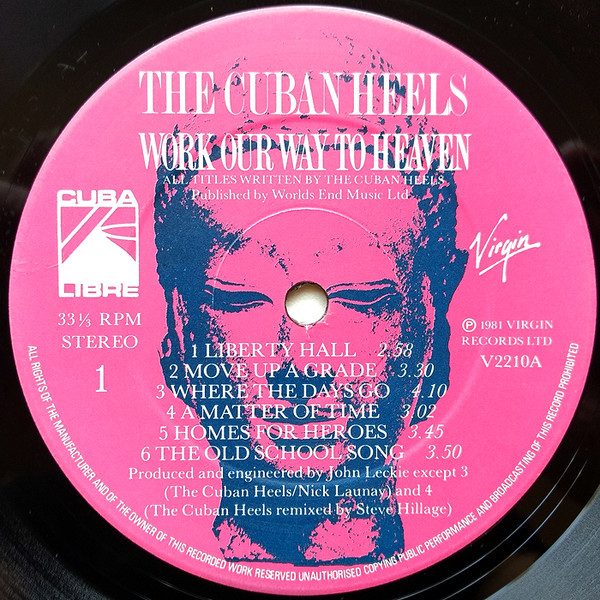 THE CUBAN HEELS
WORK OUR WAY TO HEAVEN
ALL TITLES WRITTEN BY THE CUBAN HEELS
Published by Worlds End Music Ltd.
CUBA
LIBRE
Virgin
33⅓ RPM
STEREO
1
℗ 1981 VIRGIN
RECORDS LTD
V2210A
1 LIBERTY HALL 2.58
2 MOVE UP A GRADE 3.30
3 WHERE THE DAYS GO 4.10
4 A MATTER OF TIME 3.02
5 HOMES FOR HEROES 3.45
6 THE OLD SCHOOL SONG 3.50
Produced and engineered by John Leckie except 3
(The Cuban Heels/Nick Launay) and 4
(The Cuban Heels remixed by Steve Hillage)
ALL RIGHTS OF THE MANUFACTURER AND OF THE OWNER OF THIS RECORDED WORK RESERVED UNAUTHORISED COPYING PUBLIC PERFORMANCE AND BROADCASTING OF THIS RECORD PROHIBITED